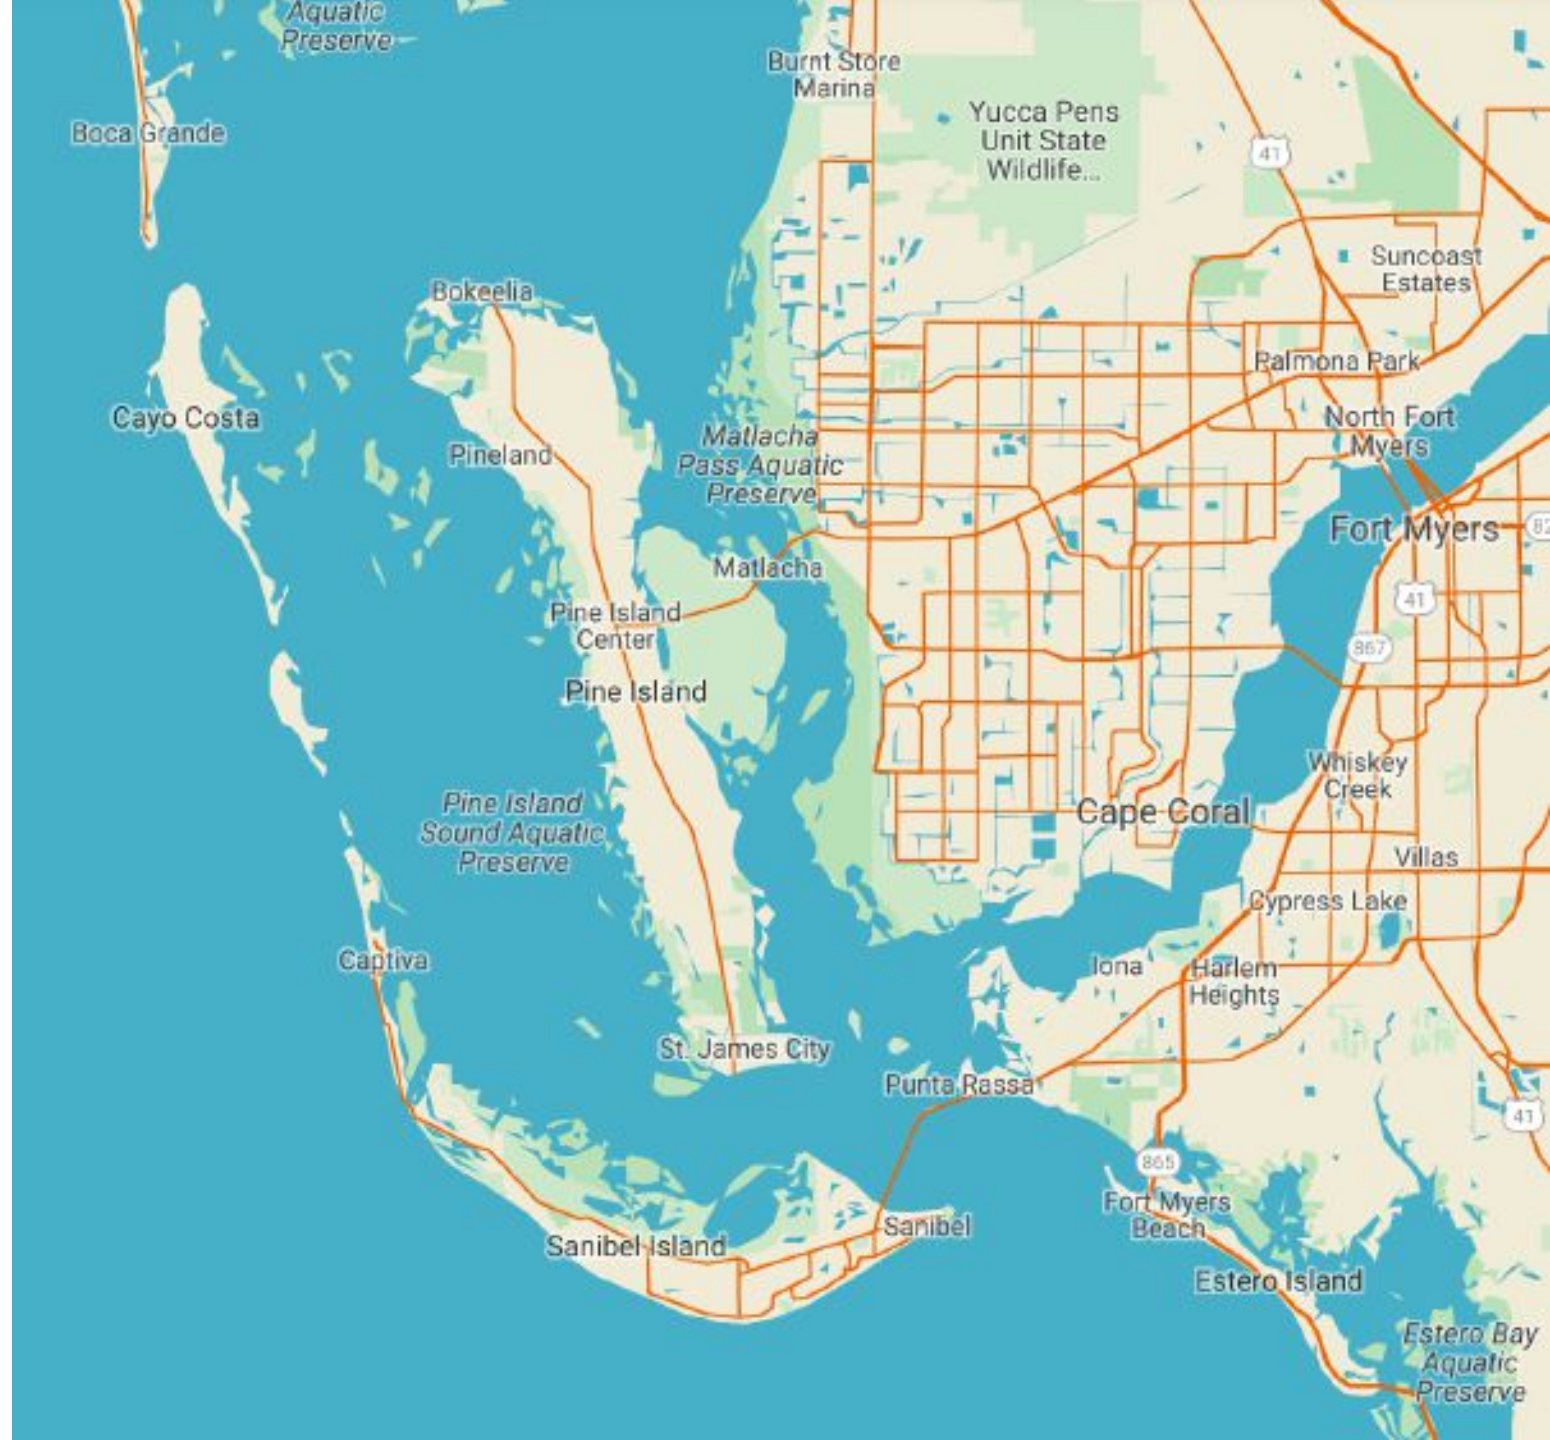 Aquatic
Preserve
Burnt Store
Marina
Boca Grande
Yucca Pens
Unit State
Wildlife...
41
Suncoast
Estates
Bokeelia
Palmona Park
Cayo Costa
North Fort
Myers
Matlacha
Pass Aquatic
Preserve
Pineland
Fort Myers
82
Matlacha
41
Pine Island
Center
867
Pine Island
Whiskey
Creek
Pine Island
Sound Aquatic
Preserve
Cape Coral
Villas
Cypress Lake
Captiva
Iona
Harlem
Heights
St. James City
Punta Rassa
41
865
Fort Myers
Beach
Sanibel
Sanibel Island
Estero Island
Estero Bay
Aquatic
Preserve